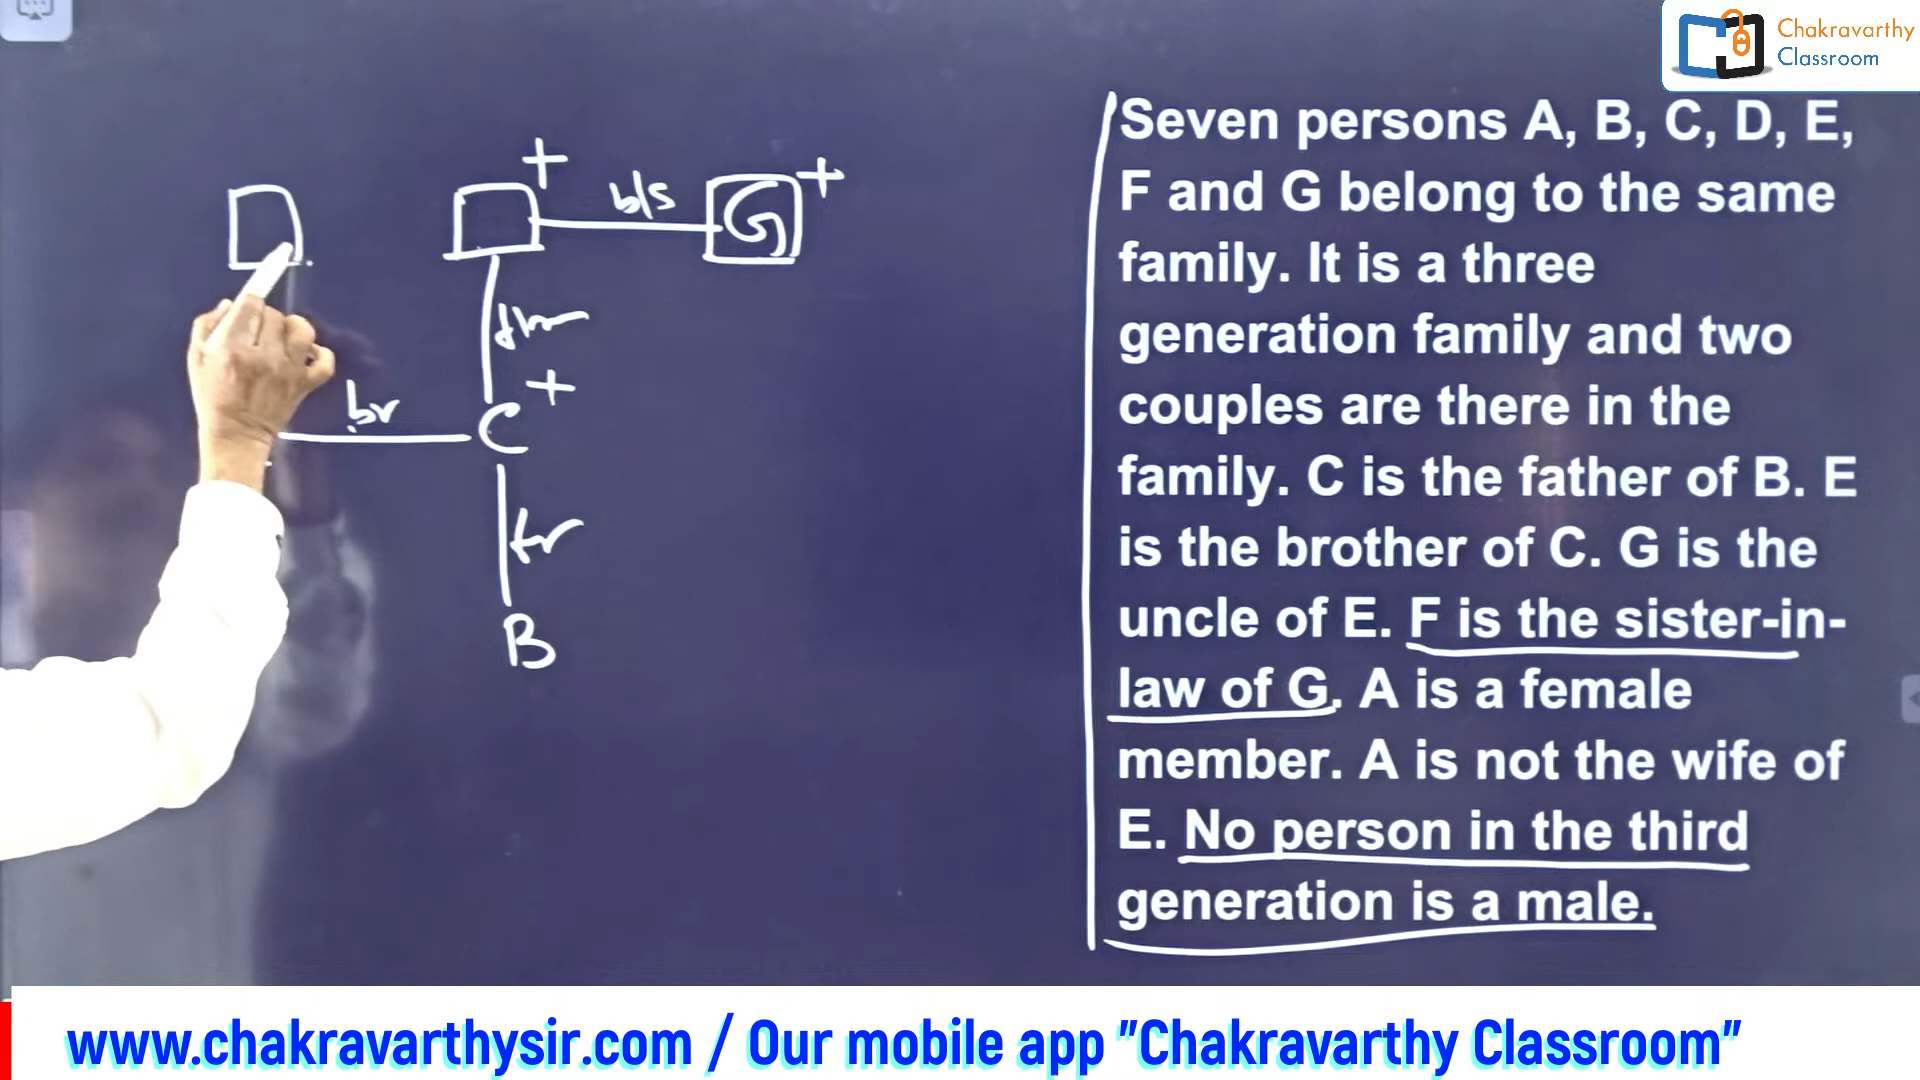 Chakravarthy
Classroom
Seven persons A, B, C, D, E,
F and G belong to the same
family. It is a three
generation family and two
couples are there in the
family. C is the father of B. E
is the brother of C. G is the
uncle of E. F is the sister-in-
law of G. A is a female
member. A is not the wife of
E. No person in the third
generation is a male.
+
b/s
G +
+
br
C
fr
B
www.chakravarthysir.com / Our mobile app "Chakravarthy Classroom"